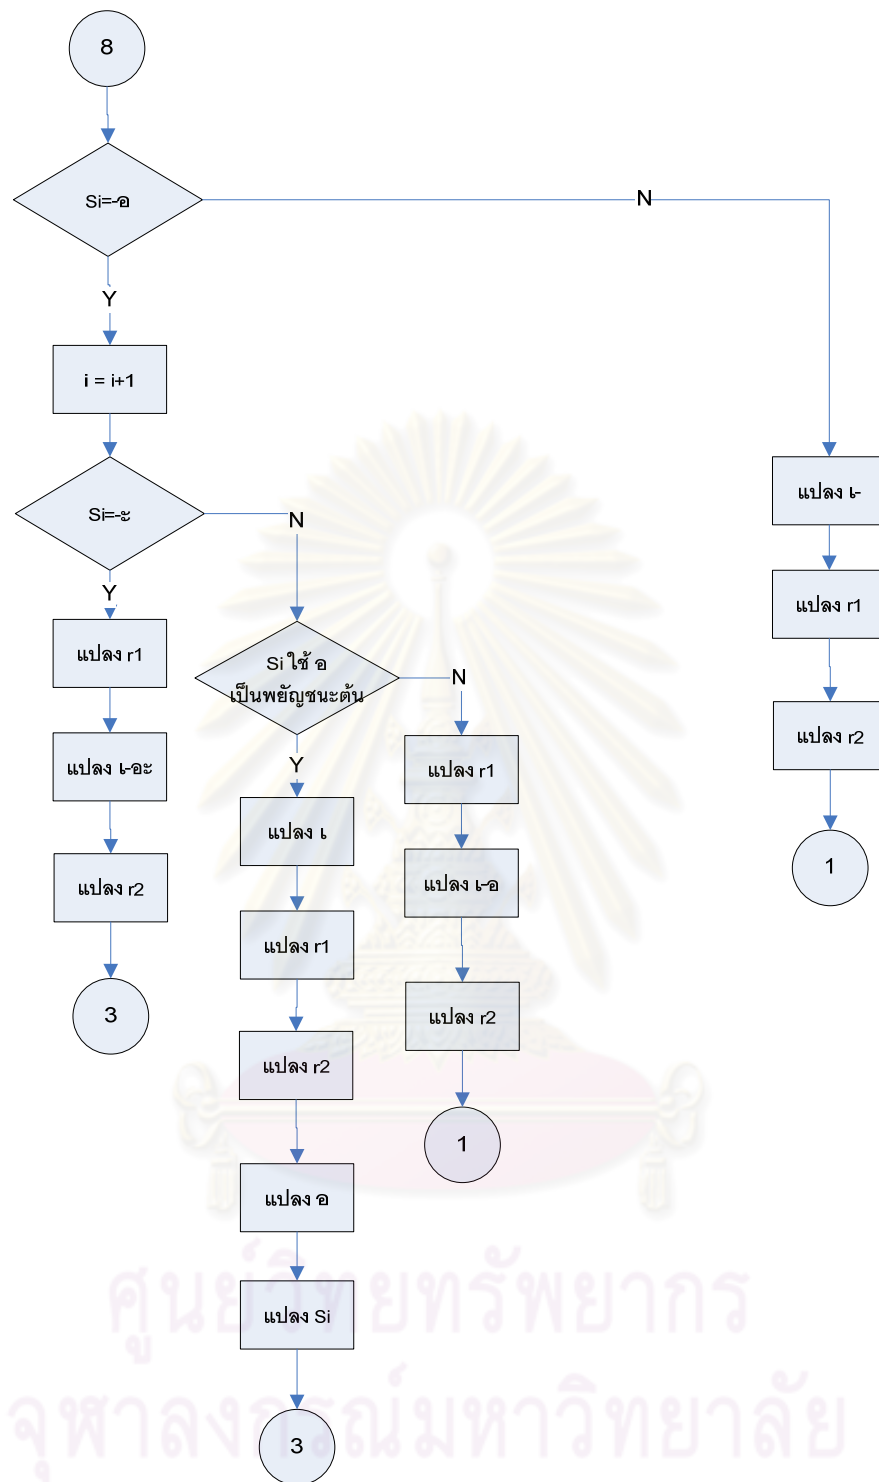 8
Si=-อ
N
Y
i = i+1
Si=-ะ
N
Y
แปลง เ-
แปลง r1
แปลง r2
1
แปลง r1
แปลง เ-อะ
แปลง r2
3
Si ใช้ อ
เป็นพยัญชนะต้น
N
Y
แปลง เ
แปลง r1
แปลง r2
แปลง อ
แปลง Si
3
แปลง r1
แปลง เ-อ
แปลง r2
1
ศูนย์วิทยทรัพยากร
จุฬาลงกรณ์มหาวิทยาลัย